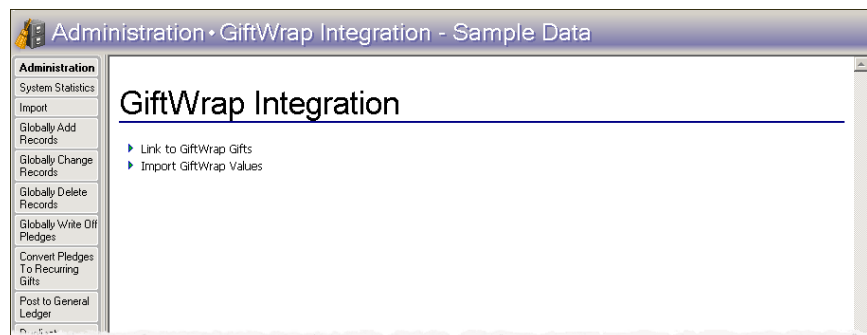 Administration • GiftWrap Integration - Sample Data
Administration
System Statistics
Import
Globally Add
Records
Globally Change
Records
Globally Delete
Records
Globally Write Off
Pledges
Convert Pledges
To Recurring
Gifts
Post to General
Ledger
GiftWrap Integration
Link to GiftWrap Gifts
Import GiftWrap Values